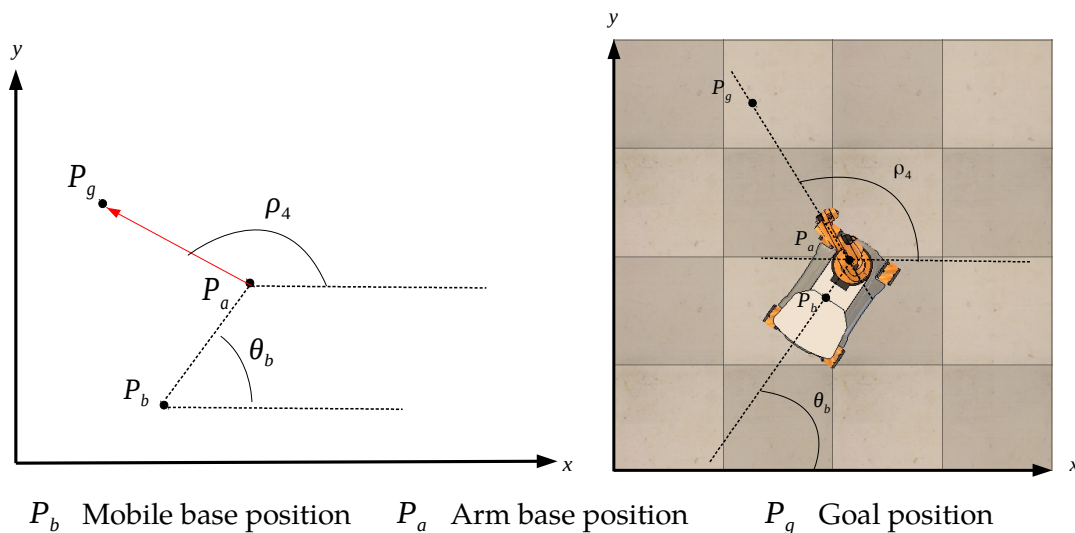 y
P_g
ρ_4
P_a
θ_b
P_b
x
y
P_g
ρ_4
P_a
P_b
θ_b
x
P_b Mobile base position P_a Arm base position P_g Goal position